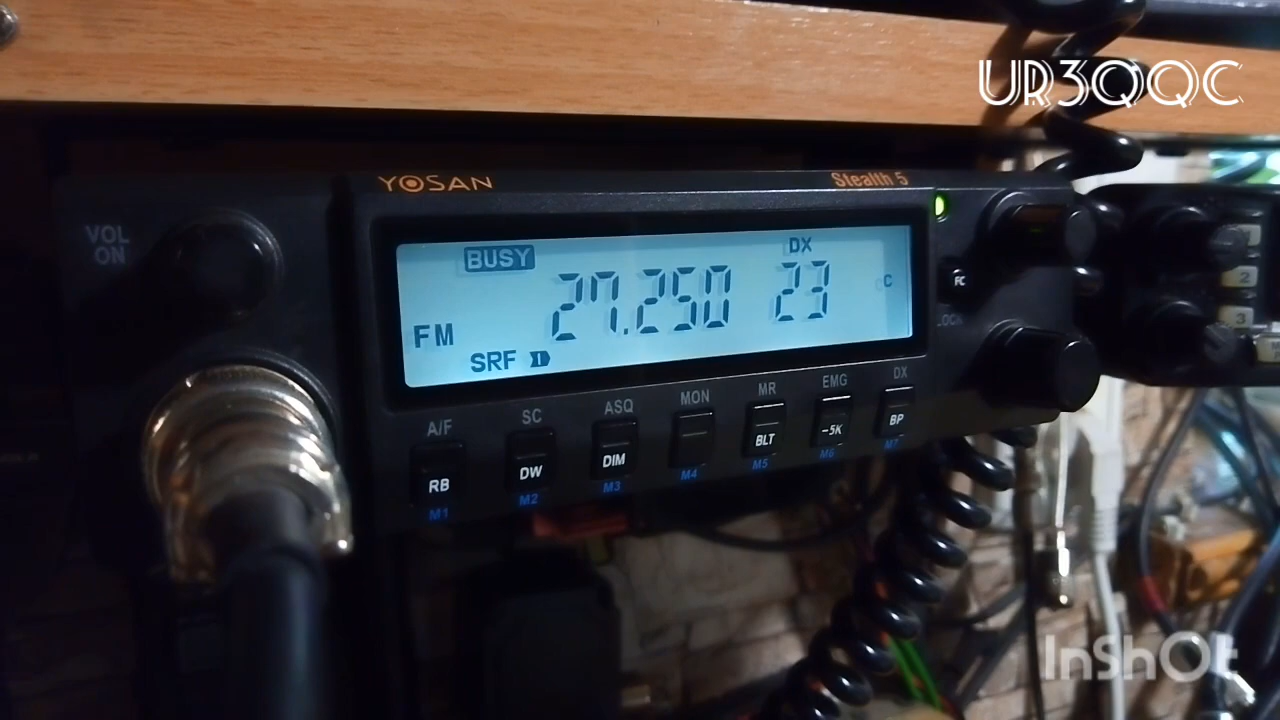 UR3QQC
YOSAN
Stealth 5
VOL
ON
BUSY
DX
27.250
23
C
FM
SRF
FC
LOCK
2
3
A/F
SC
ASQ
MON
MR
EMG
DX
RB
DW
DIM
BLT
-5K
BP
M1
M2
M3
M4
M5
M6
M7
InShOt